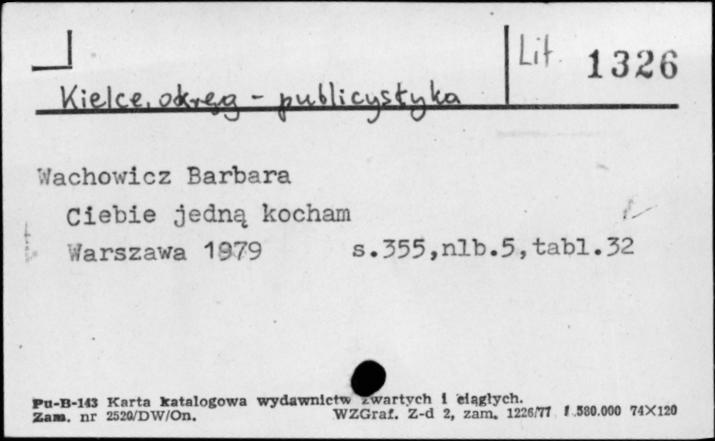 Lit 1326
Kielce, okręg - publicystyka
Wachowicz Barbara
Ciebie jedną kocham
Warszawa 1979 s.355,nlb.5,tabl.32
Pu-B-143 Karta katalogowa wydawnictw zwartych i ciągłych.
Zam. nr 2520/DW/On. WZGraf. Z-d 2, zam. 1226/77 1.580.000 74X120